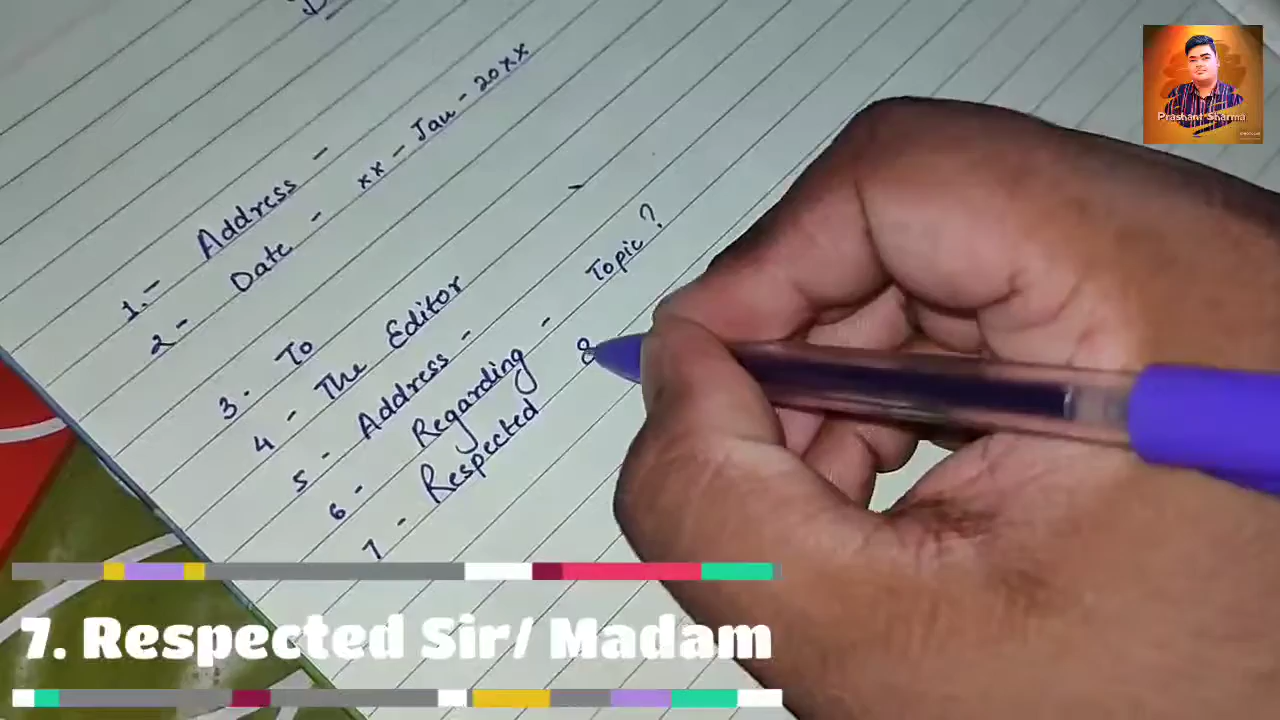 Prashant Sharma
1.- Address -
2- Date - xx - Jan - 20xx
3. To
4 - The Editor
5 - Address -
6 - Regarding - Topic ?
7 - Respected
7. Respected Sir/ Madam